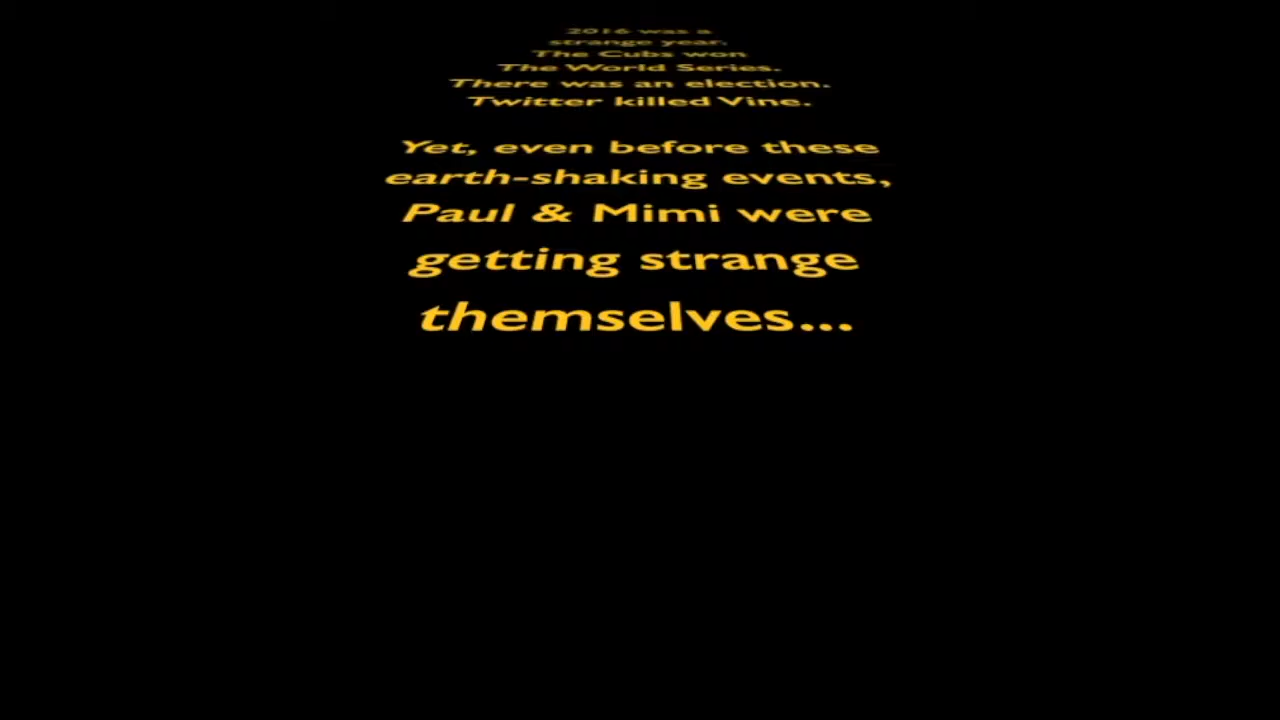 2016 was a
strange year.
The Cubs won
The World Series.
There was an election.
Twitter killed Vine.
Yet, even before these
earth-shaking events,
Paul & Mimi were
getting strange
themselves...